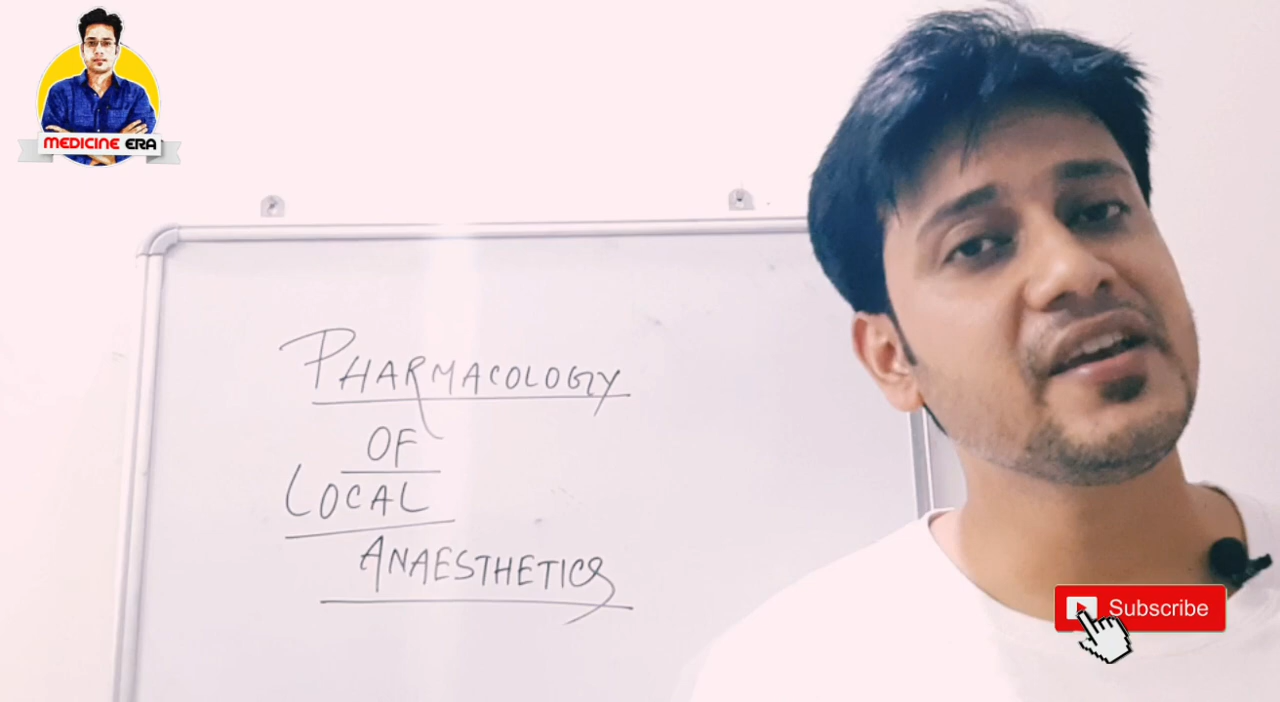 MEDICINE ERA
PHARMACOLOGY
OF
LOCAL
ANAESTHETICS
Subscribe